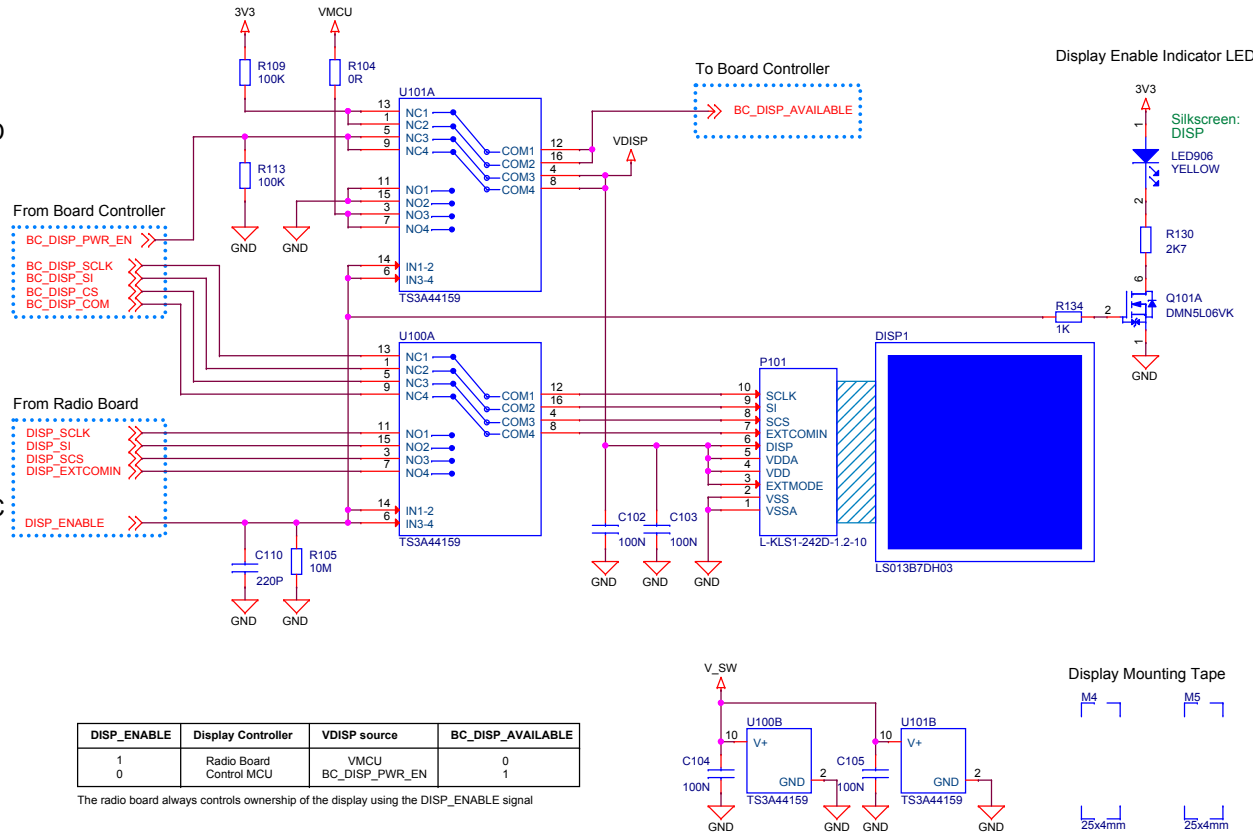 3V3
VMCU
R109
100K
R104
0R
U101A
13
1
5
9
NC1
NC2
NC3
NC4
COM1
COM2
COM3
COM4
12
16
4
8
11
15
3
7
NO1
NO2
NO3
NO4
14
6
IN1-2
IN3-4
TS3A44159
R113
100K
GND
GND
To Board Controller
BC_DISP_AVAILABLE
VDISP
Display Enable Indicator LED
3V3
1
Silkscreen:
DISP
LED906
YELLOW
2
R130
2K7
6
Q101A
DMN5L06VK
2
1
GND
R134
1K
From Board Controller
BC_DISP_PWR_EN
BC_DISP_SCLK
BC_DISP_SI
BC_DISP_CS
BC_DISP_COM
U100A
13
1
5
9
NC1
NC2
NC3
NC4
COM1
COM2
COM3
COM4
12
16
4
8
11
15
3
7
NO1
NO2
NO3
NO4
14
6
IN1-2
IN3-4
TS3A44159
From Radio Board
DISP_SCLK
DISP_SI
DISP_SCS
DISP_EXTCOMIN
DISP_ENABLE
C110
220P
R105
10M
GND
GND
P101
10 SCLK
9 SI
8 SCS
7 EXTCOMIN
6 DISP
5 VDDA
4 VDD
3 EXTMODE
2 VSS
1 VSSA
L-KLS1-242D-1.2-10
DISP1
LS013B7DH03
C102
100N
C103
100N
GND
GND
GND
DISP_ENABLE Display Controller VDISP source BC_DISP_AVAILABLE
1 Radio Board VMCU 0
0 Control MCU BC_DISP_PWR_EN 1
The radio board always controls ownership of the display using the DISP_ENABLE signal
V_SW
U100B
10
V+
GND
2
TS3A44159
C104
100N
GND
GND
U101B
10
V+
GND
2
TS3A44159
C105
100N
GND
GND
Display Mounting Tape
M4
25x4mm
M5
25x4mm